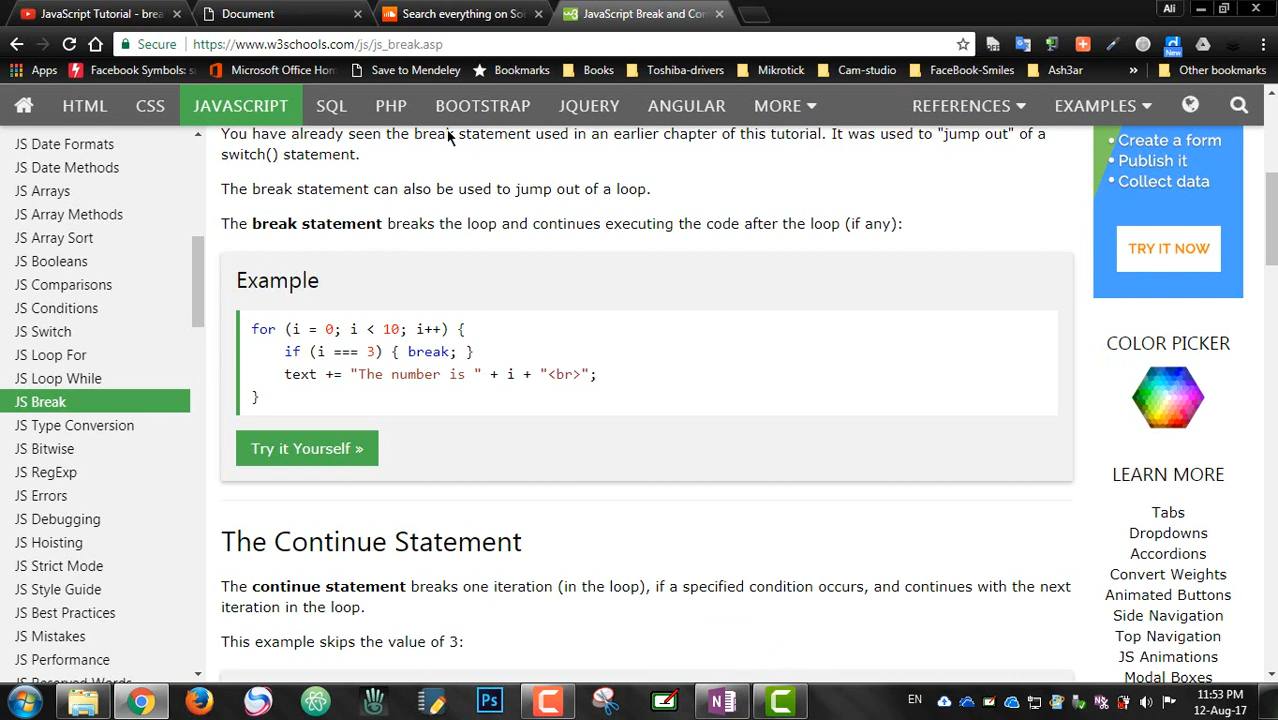 JavaScript Tutorial - brea
Document
Search everything on Sou
JavaScript Break and Con
Ali
Secure
https://www.w3schools.com/js/js_break.asp
New
Apps
Facebook Symbols: s
Microsoft Office Hom
Save to Mendeley
Bookmarks
Books
Toshiba-drivers
Mikrotick
Cam-studio
FaceBook-Smiles
Ash3ar
»
Other bookmarks
HTML
CSS
JAVASCRIPT
SQL
PHP
BOOTSTRAP
JQUERY
ANGULAR
MORE
REFERENCES
EXAMPLES
JS Date Formats
JS Date Methods
JS Arrays
JS Array Methods
JS Array Sort
JS Booleans
JS Comparisons
JS Conditions
JS Switch
JS Loop For
JS Loop While
JS Break
JS Type Conversion
JS Bitwise
JS RegExp
JS Errors
JS Debugging
JS Hoisting
JS Strict Mode
JS Style Guide
JS Best Practices
JS Mistakes
JS Performance
JS Reserved Words
You have already seen the break statement used in an earlier chapter of this tutorial. It was used to "jump out" of a
switch() statement.
The break statement can also be used to jump out of a loop.
The break statement breaks the loop and continues executing the code after the loop (if any):
Example
for (i = 0; i < 10; i++) {
if (i === 3) { break; }
text += "The number is " + i + "<br>";
}
Try it Yourself »
The Continue Statement
The continue statement breaks one iteration (in the loop), if a specified condition occurs, and continues with the next
iteration in the loop.
This example skips the value of 3:
• Create a form
• Publish it
• Collect data
TRY IT NOW
COLOR PICKER
LEARN MORE
Tabs
Dropdowns
Accordions
Convert Weights
Animated Buttons
Side Navigation
Top Navigation
JS Animations
Modal Boxes
Ps
EN
11:53 PM
12-Aug-17